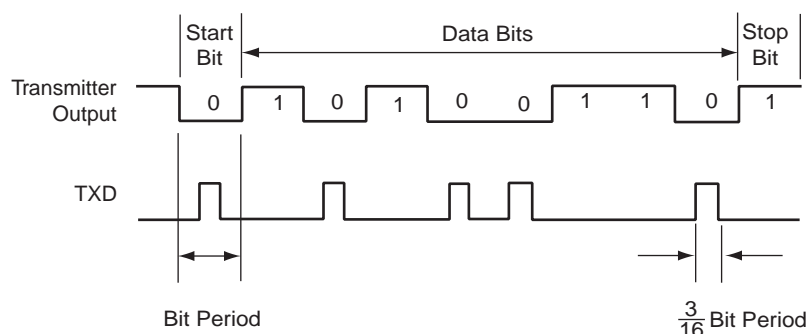 Start
Bit
Data Bits
Stop
Bit
Transmitter
Output
0 1 0 1 0 0 1 1 0 1
TXD
Bit Period
3/16 Bit Period